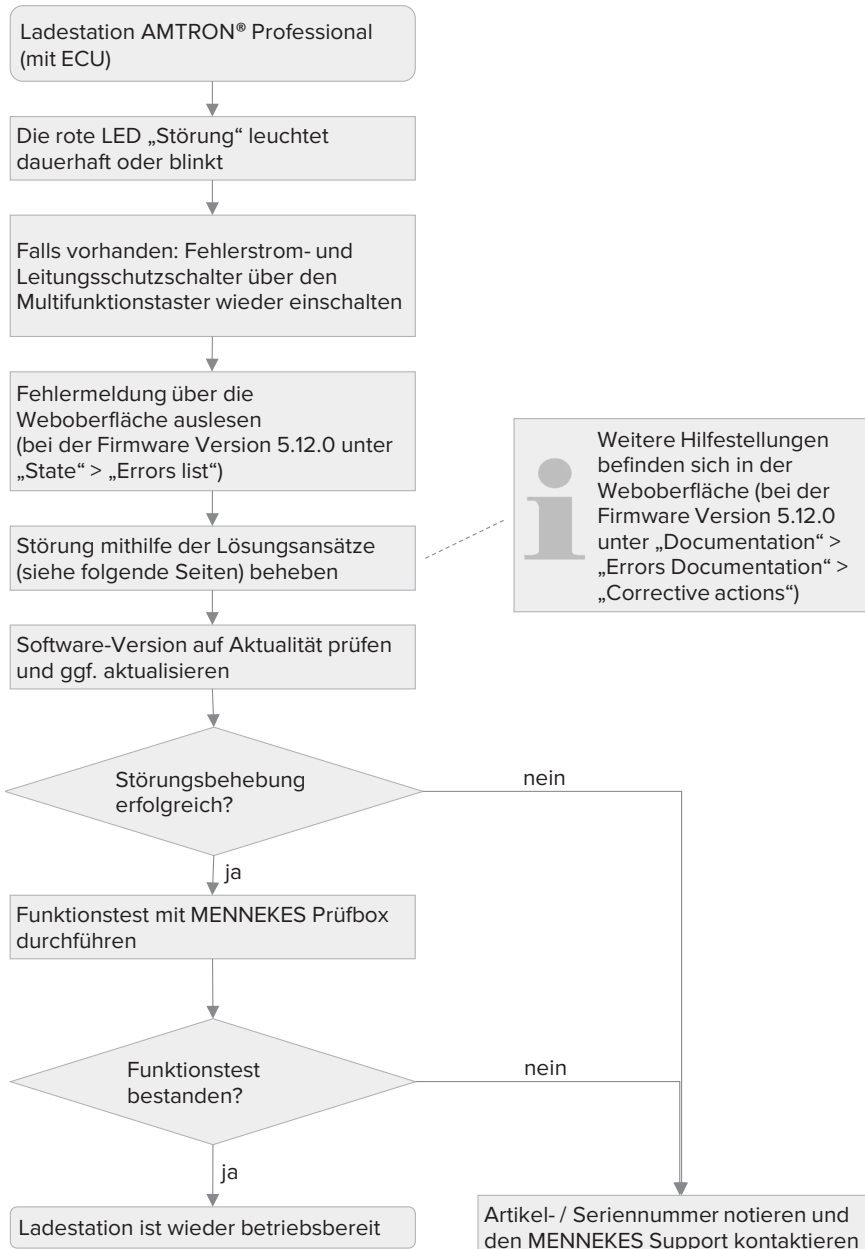 Ladestation AMTRON® Professional
(mit ECU)
Die rote LED „Störung“ leuchtet
dauerhaft oder blinkt
Falls vorhanden: Fehlerstrom- und
Leitungsschutzschalter über den
Multifunktionstaster wieder einschalten
Fehlermeldung über die
Weboberfläche auslesen
(bei der Firmware Version 5.12.0 unter
„State“ > „Errors list“)
Weitere Hilfestellungen
befinden sich in der
Weboberfläche (bei der
Firmware Version 5.12.0
unter „Documentation“ >
„Errors Documentation“ >
„Corrective actions“)
Störung mithilfe der Lösungsansätze
(siehe folgende Seiten) beheben
Software-Version auf Aktualität prüfen
und ggf. aktualisieren
Störungsbehebung
erfolgreich?
nein
ja
Funktionstest mit MENNEKES Prüfbox
durchführen
Funktionstest
bestanden?
nein
ja
Ladestation ist wieder betriebsbereit
Artikel- / Seriennummer notieren und
den MENNEKES Support kontaktieren